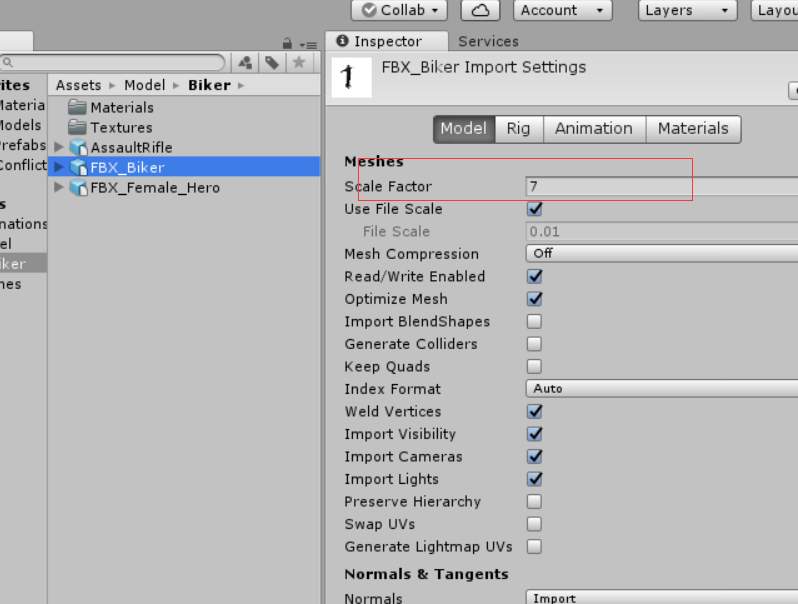 Collab
Account
Layers
Layou
Inspector
Services
FBX_Biker Import Settings
Assets
Model
Biker
Materials
Textures
AssaultRifle
FBX_Biker
FBX_Female_Hero
rites
Materia
Models
Prefabs
Conflict
s
nations
el
iker
nes
Model
Rig
Animation
Materials
Meshes
Scale Factor 7
Use File Scale
File Scale 0.01
Mesh Compression Off
Read/Write Enabled
Optimize Mesh
Import BlendShapes
Generate Colliders
Keep Quads
Index Format Auto
Weld Vertices
Import Visibility
Import Cameras
Import Lights
Preserve Hierarchy
Swap UVs
Generate Lightmap UVs
Normals & Tangents
Normals Import